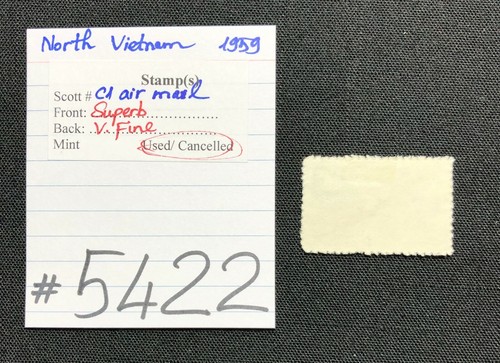 North Vietnam 1959
Stamp(s)
Scott # C1 air mail
Front: Superb
Back: V. Fine
Mint Used/ Cancelled
#5422